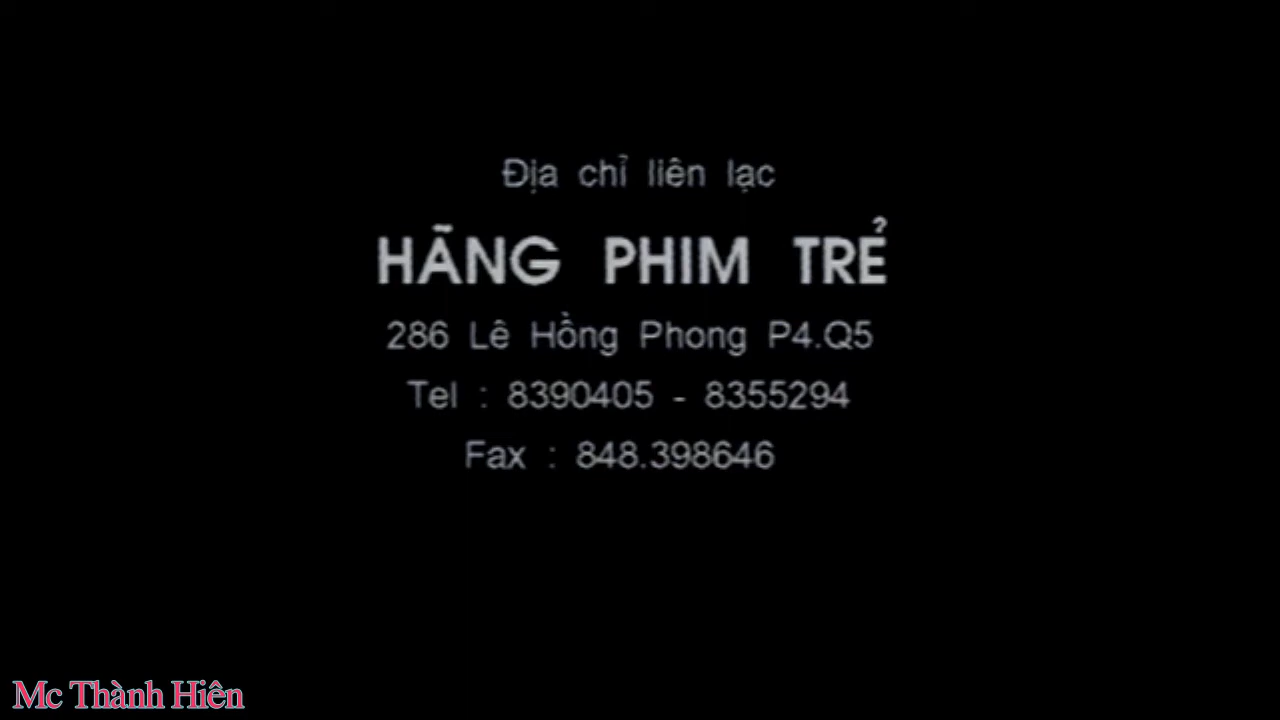 Địa chỉ liên lạc
HÃNG PHIM TRẺ
286 Lê Hồng Phong P4.Q5
Tel : 8390405 - 8355294
Fax : 848.398646
Mc Thành Hiên